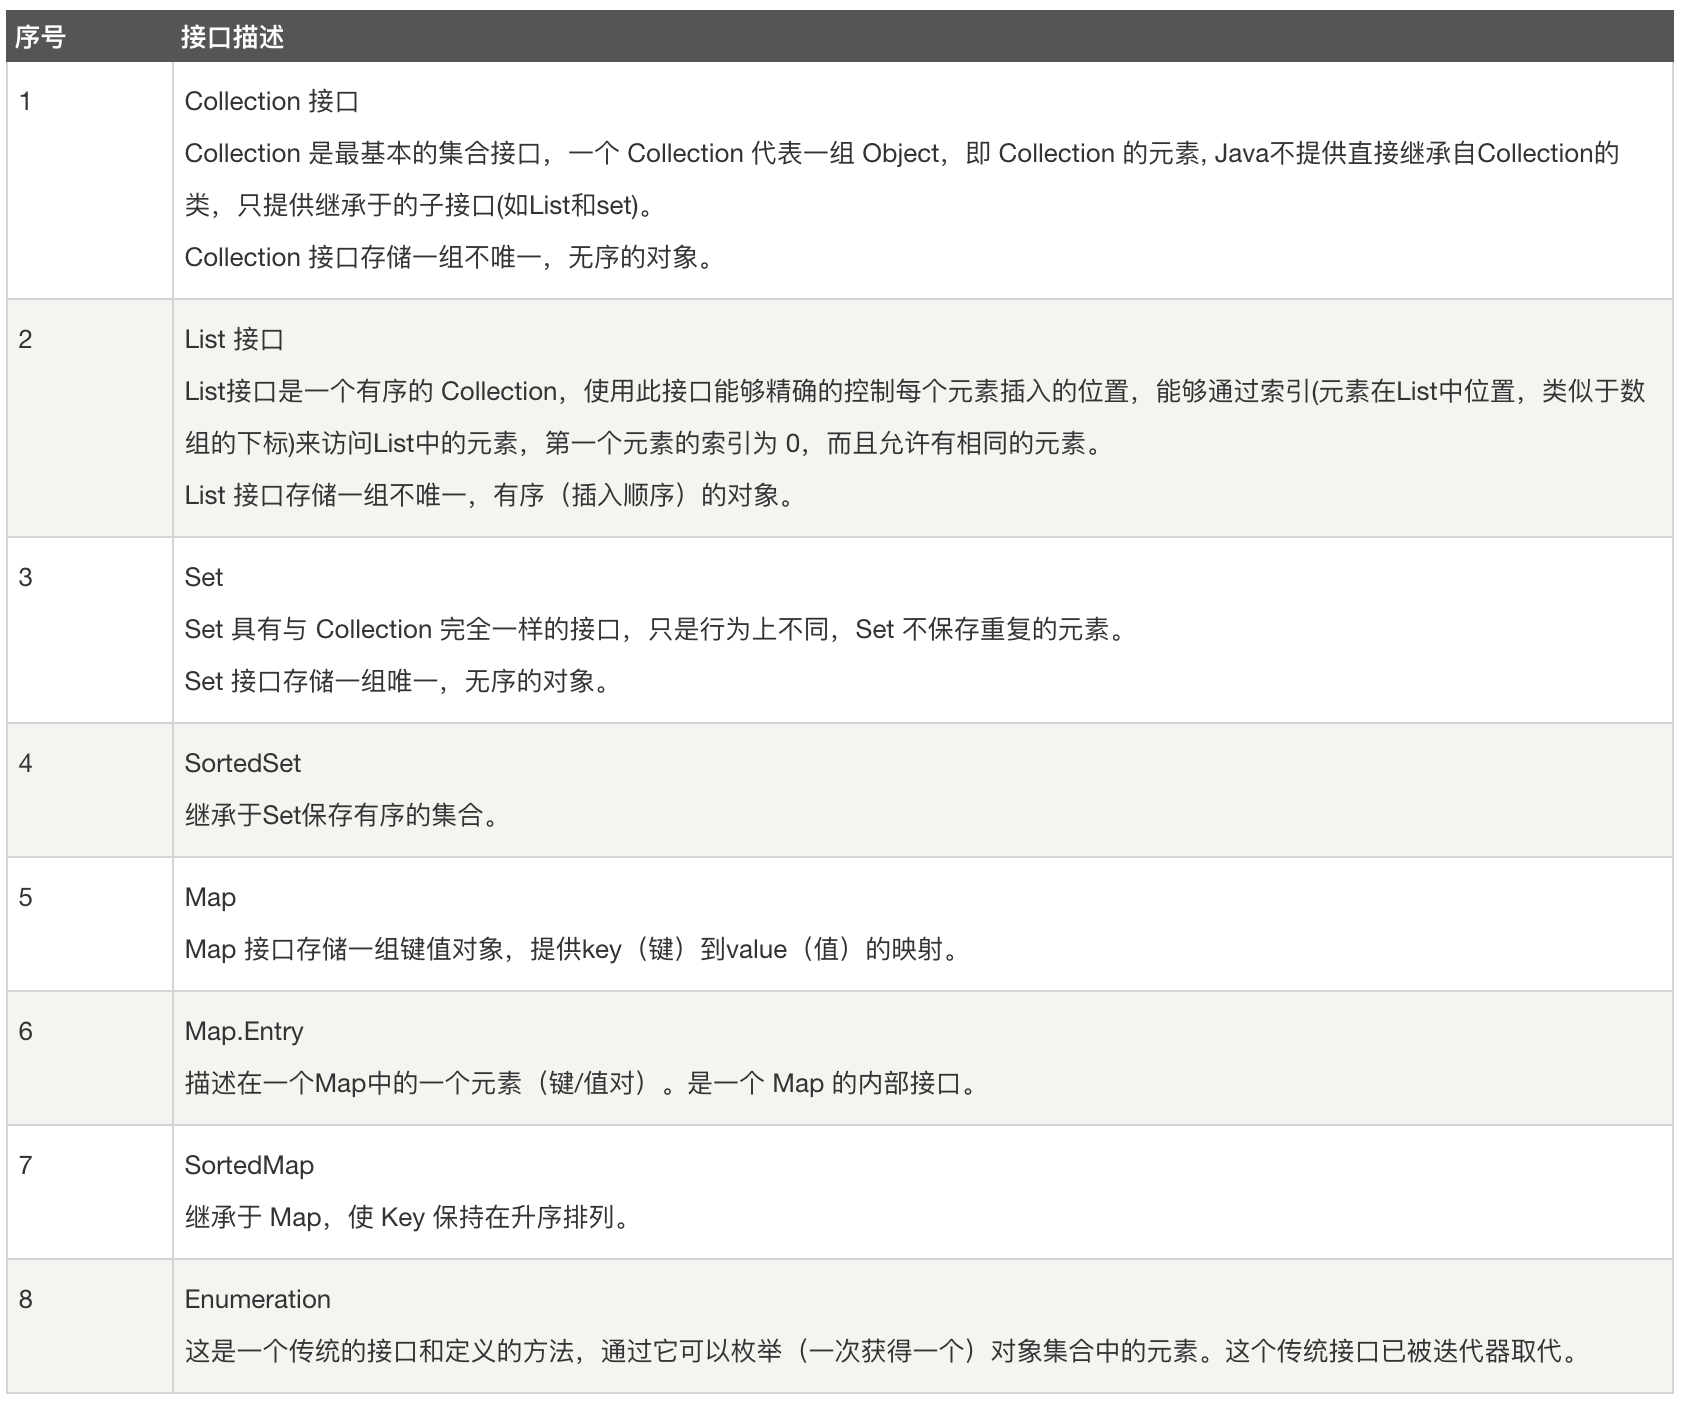 序号 接口描述
1 Collection 接口
Collection 是最基本的集合接口，一个 Collection 代表一组 Object，即 Collection 的元素, Java不提供直接继承自Collection的
类，只提供继承于的子接口(如List和set)。
Collection 接口存储一组不唯一，无序的对象。
2 List 接口
List接口是一个有序的 Collection，使用此接口能够精确的控制每个元素插入的位置，能够通过索引(元素在List中位置，类似于数
组的下标)来访问List中的元素，第一个元素的索引为 0，而且允许有相同的元素。
List 接口存储一组不唯一，有序（插入顺序）的对象。
3 Set
Set 具有与 Collection 完全一样的接口，只是行为上不同，Set 不保存重复的元素。
Set 接口存储一组唯一，无序的对象。
4 SortedSet
继承于Set保存有序的集合。
5 Map
Map 接口存储一组键值对象，提供key（键）到value（值）的映射。
6 Map.Entry
描述在一个Map中的一个元素（键/值对）。是一个 Map 的内部接口。
7 SortedMap
继承于 Map，使 Key 保持在升序排列。
8 Enumeration
这是一个传统的接口和定义的方法，通过它可以枚举（一次获得一个）对象集合中的元素。这个传统接口已被迭代器取代。